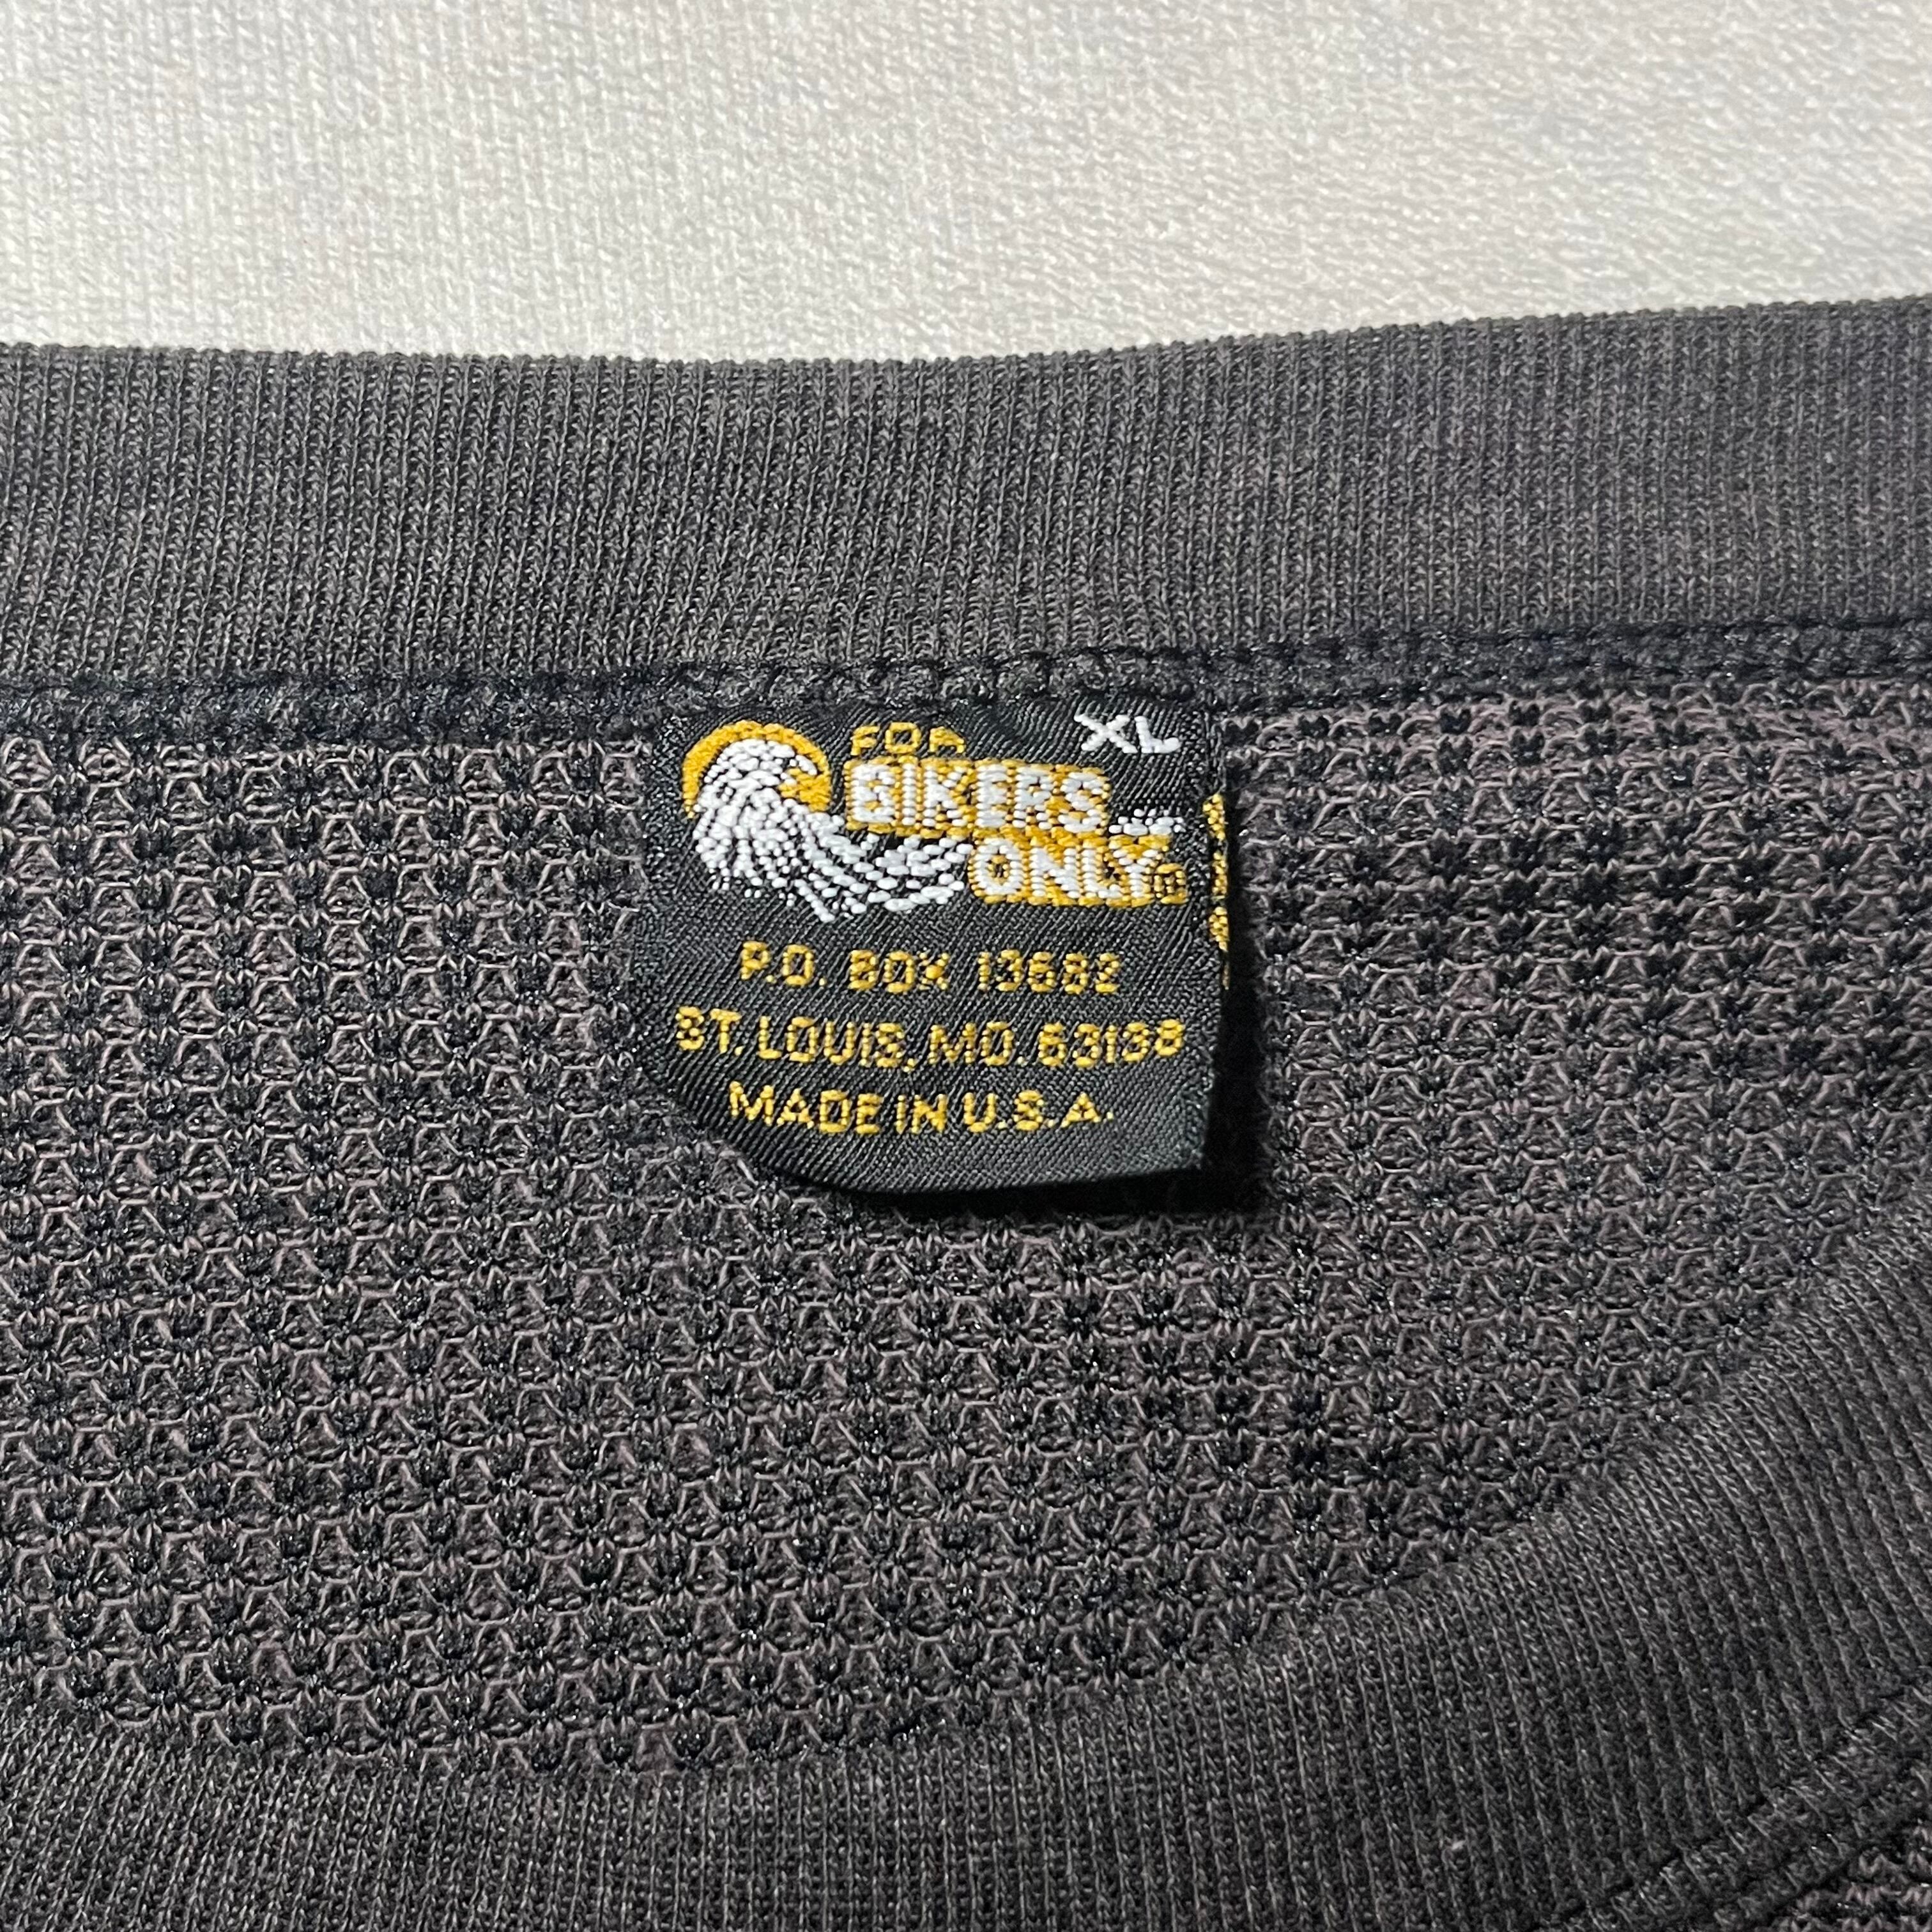 XL
FOR
BIKERS
ONLY
P.O. BOX 13682
ST. LOUIS, MO. 63138
MADE IN U.S.A.